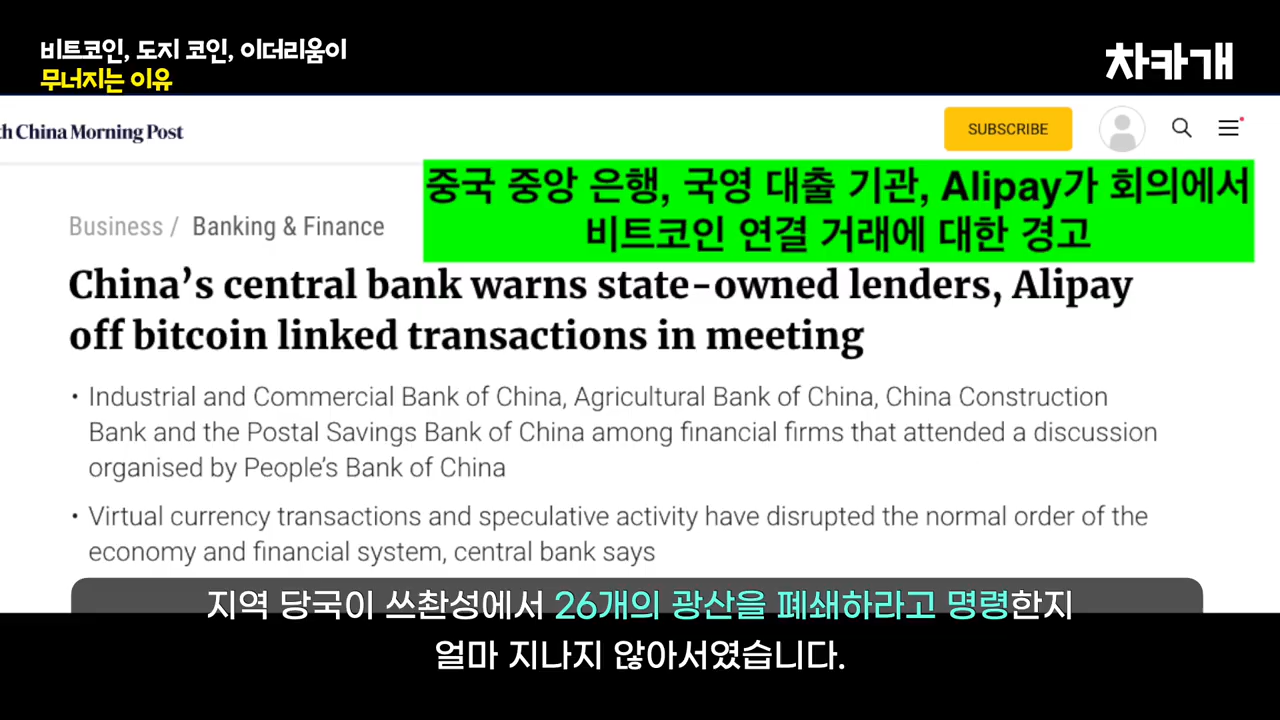 비트코인, 도지 코인, 이더리움이
무너지는 이유
차카개
th China Morning Post
SUBSCRIBE
중국 중앙 은행, 국영 대출 기관, Alipay가 회의에서
비트코인 연결 거래에 대한 경고
Business / Banking & Finance
China’s central bank warns state-owned lenders, Alipay
off bitcoin linked transactions in meeting
• Industrial and Commercial Bank of China, Agricultural Bank of China, China Construction
Bank and the Postal Savings Bank of China among financial firms that attended a discussion
organised by People’s Bank of China
• Virtual currency transactions and speculative activity have disrupted the normal order of the
economy and financial system, central bank says
지역 당국이 쓰촨성에서 26개의 광산을 폐쇄하라고 명령한지
얼마 지나지 않아서였습니다.